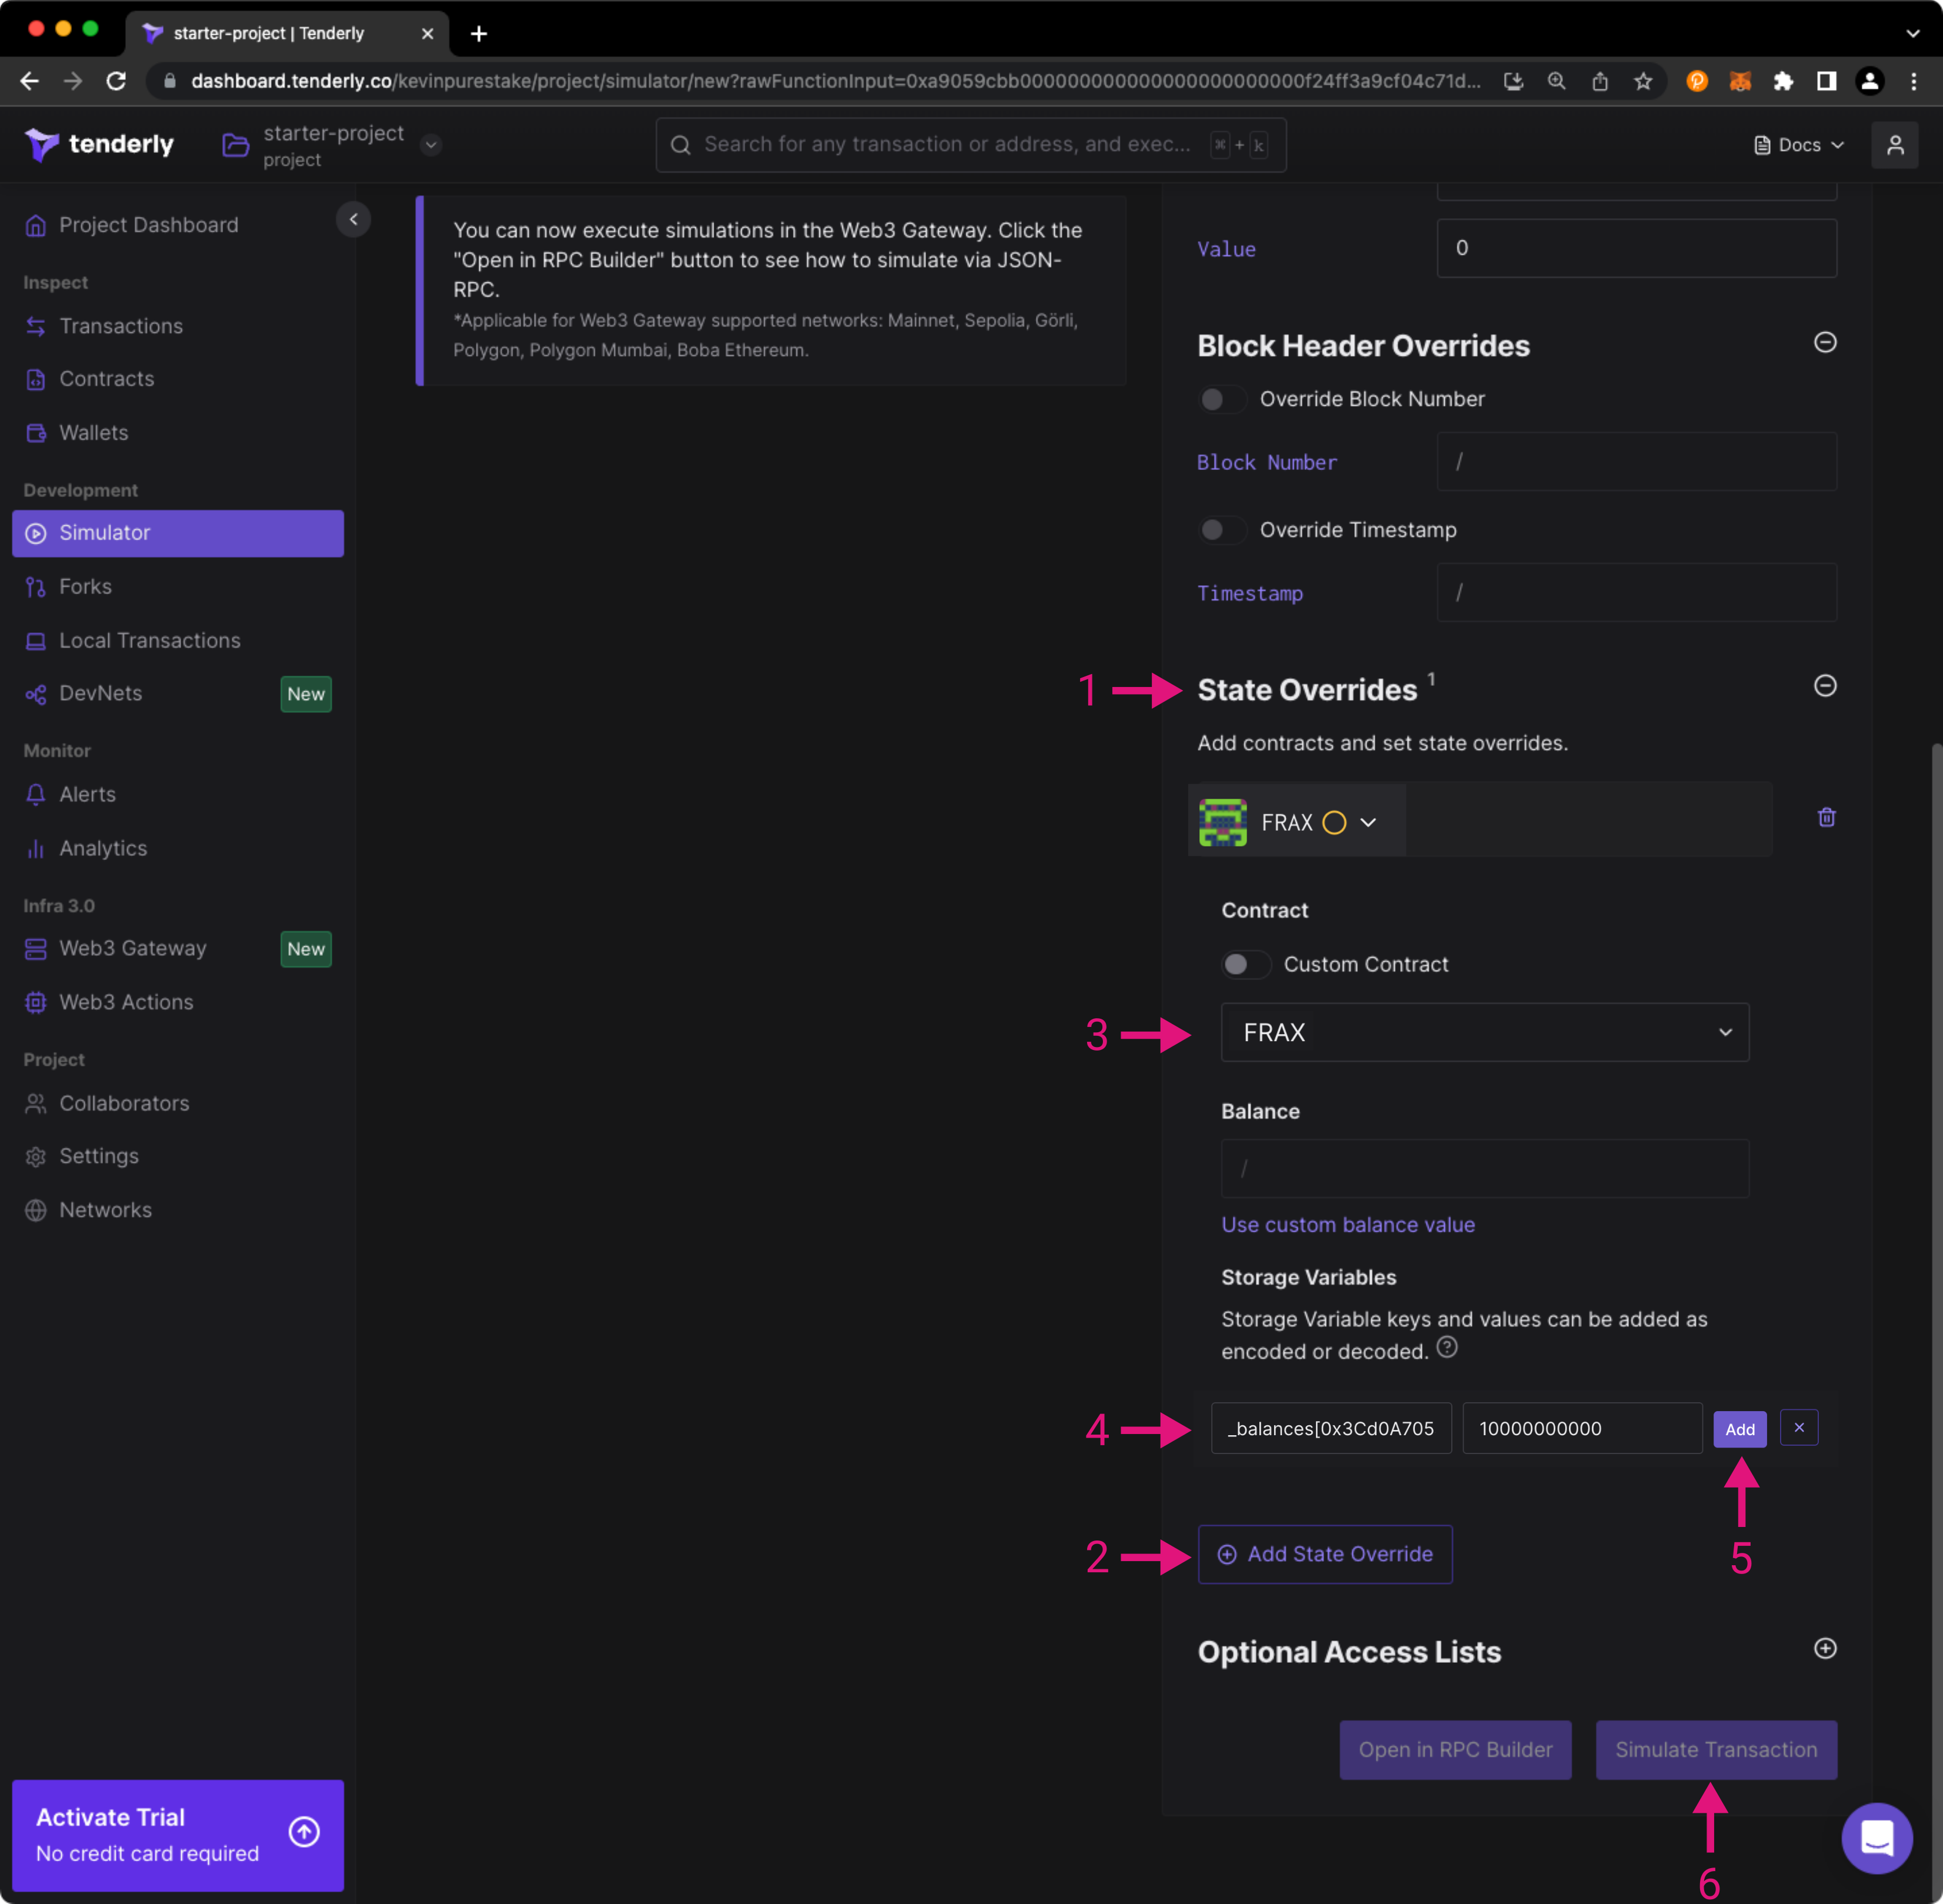 starter-project | Tenderly
dashboard.tenderly.co/kevinpurestake/project/simulator/new?rawFunctionInput=0xa9059cbb000000000000000000000000f24ff3a9cf04c71d...
tenderly
starter-project
project
Search for any transaction or address, and exec...
⌘ + k
Docs
Project Dashboard
Inspect
Transactions
Contracts
Wallets
Development
Simulator
Forks
Local Transactions
DevNets
New
Monitor
Alerts
Analytics
Infra 3.0
Web3 Gateway
New
Web3 Actions
Project
Collaborators
Settings
Networks
Activate Trial
No credit card required
You can now execute simulations in the Web3 Gateway. Click the
"Open in RPC Builder" button to see how to simulate via JSON-
RPC.
*Applicable for Web3 Gateway supported networks: Mainnet, Sepolia, Görli,
Polygon, Polygon Mumbai, Boba Ethereum.
Value
0
Block Header Overrides
Override Block Number
Block Number
/
Override Timestamp
Timestamp
/
1
State Overrides 1
Add contracts and set state overrides.
FRAX
Contract
Custom Contract
3
FRAX
Balance
/
Use custom balance value
Storage Variables
Storage Variable keys and values can be added as
encoded or decoded.
4
_balances[0x3Cd0A705
10000000000
Add
2
Add State Override
5
Optional Access Lists
Open in RPC Builder
Simulate Transaction
6